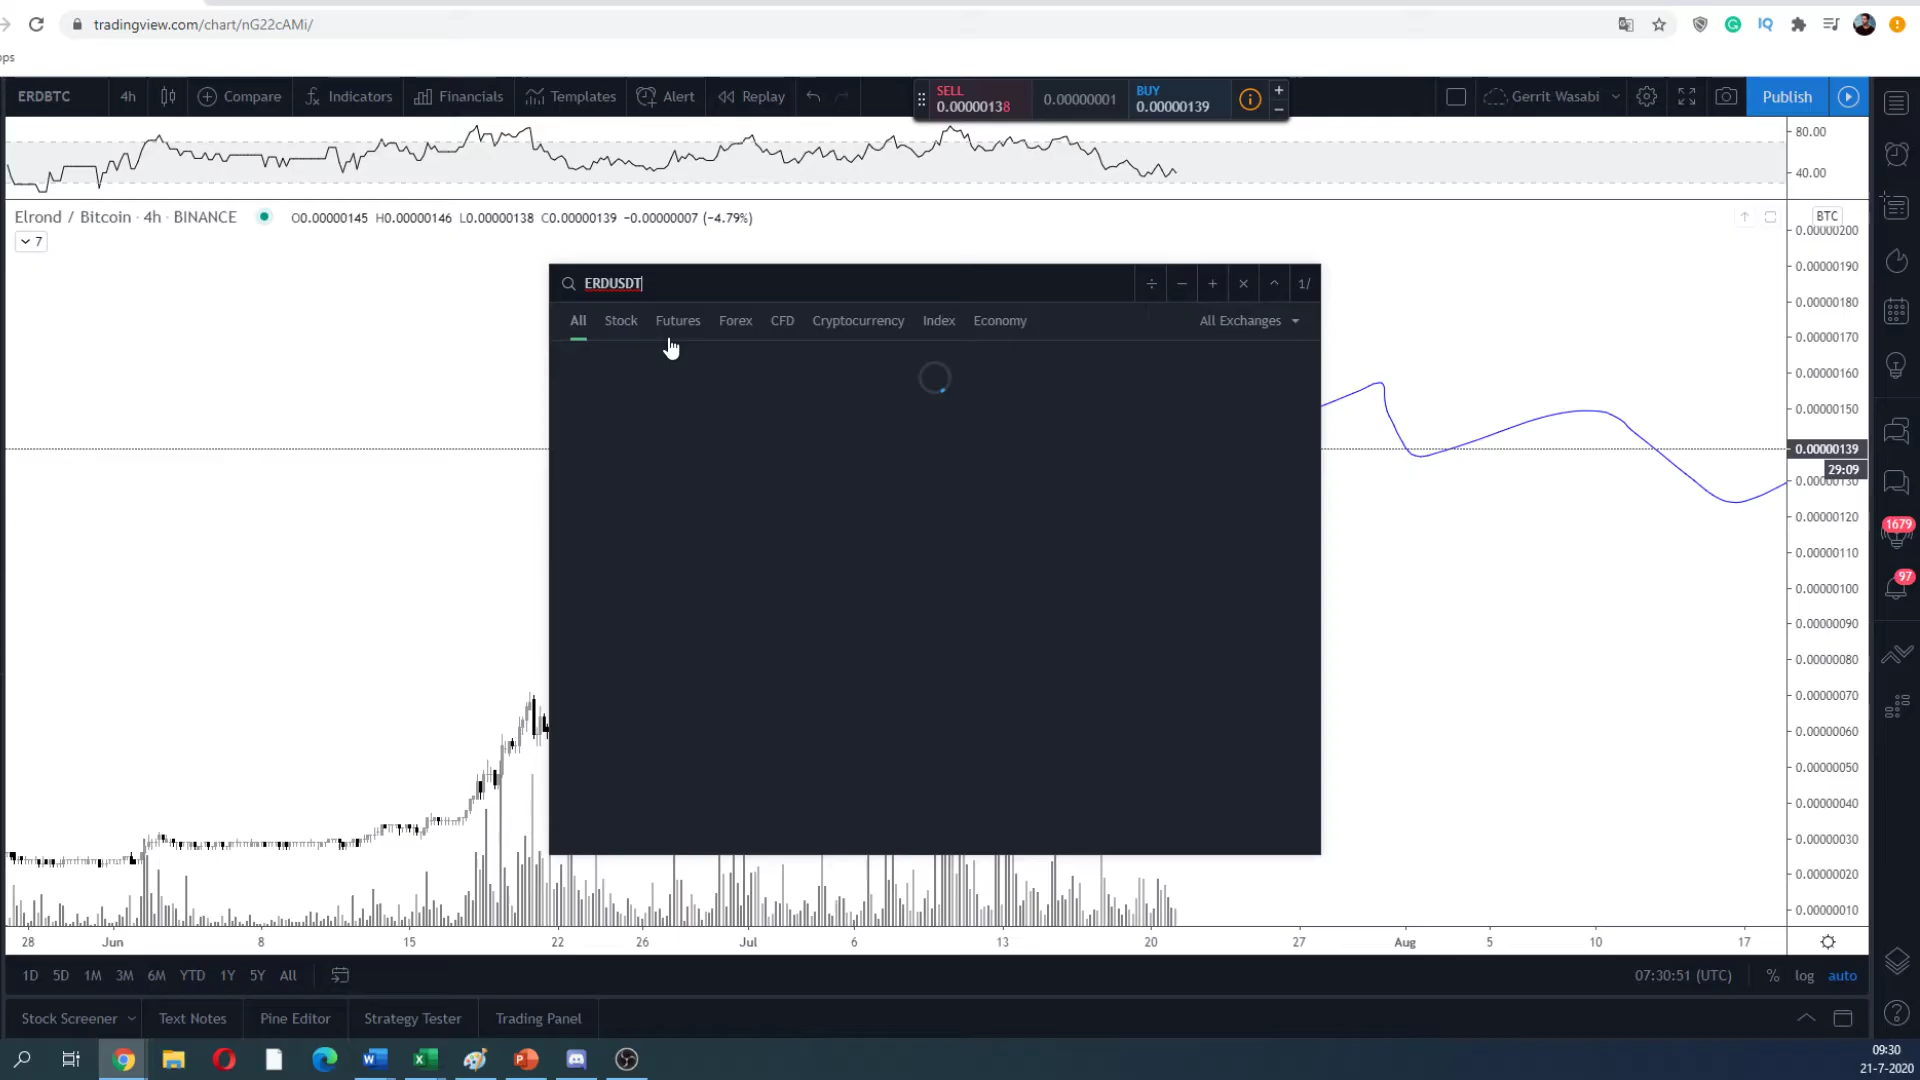 tradingview.com/chart/nG22cAMi/
ps
ERDBTC 4h Compare Indicators Financials Templates Alert Replay
SELL
0.00000138
0.00000001
BUY
0.00000139
Gerrit Wasabi
Publish
80.00
40.00
Elrond / Bitcoin · 4h · BINANCE O0.00000145 H0.00000146 L0.00000138 C0.00000139 −0.00000007 (−4.79%)
7
BTC
0.00000200
0.00000190
0.00000180
0.00000170
0.00000160
0.00000150
0.00000139
29:09
0.00000130
0.00000120
0.00000110
0.00000100
0.00000090
0.00000080
0.00000070
0.00000060
0.00000050
0.00000040
0.00000030
0.00000020
0.00000010
ERDUSDT ÷ − + × ^ 1/
All Stock Futures Forex CFD Cryptocurrency Index Economy All Exchanges
1679
97
28 Jun 8 15 22 26 Jul 6 13 20 27 Aug 5 10 17
1D 5D 1M 3M 6M YTD 1Y 5Y All 07:30:51 (UTC) % log auto
Stock Screener Text Notes Pine Editor Strategy Tester Trading Panel
09:30
21-7-2020